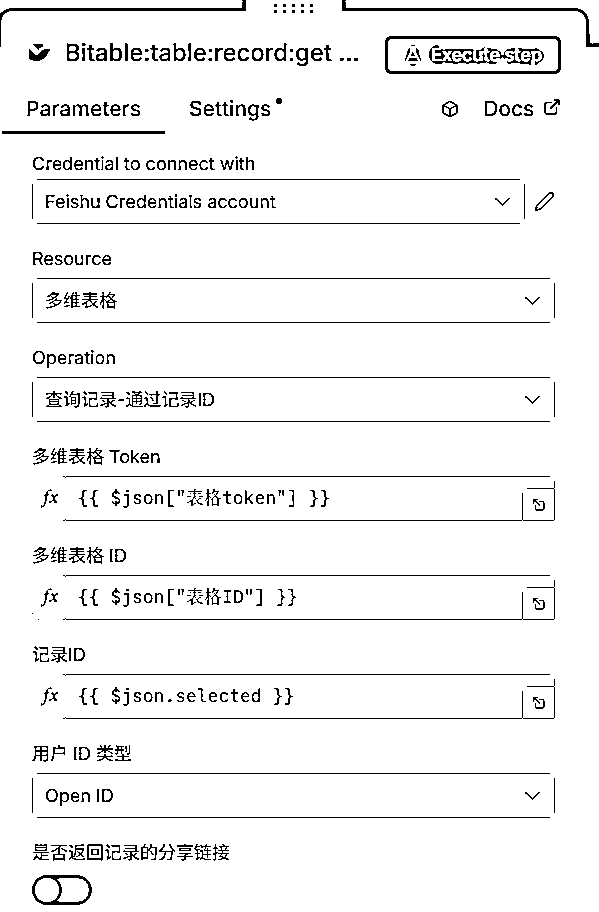 Bitable:table:record:get ...
Execute step
Parameters
Settings
Docs
Credential to connect with
Feishu Credentials account
Resource
多维表格
Operation
查询记录-通过记录ID
多维表格 Token
fx {{ $json["表格token"] }}
多维表格 ID
fx {{ $json["表格ID"] }}
记录ID
fx {{ $json.selected }}
用户 ID 类型
Open ID
是否返回记录的分享链接